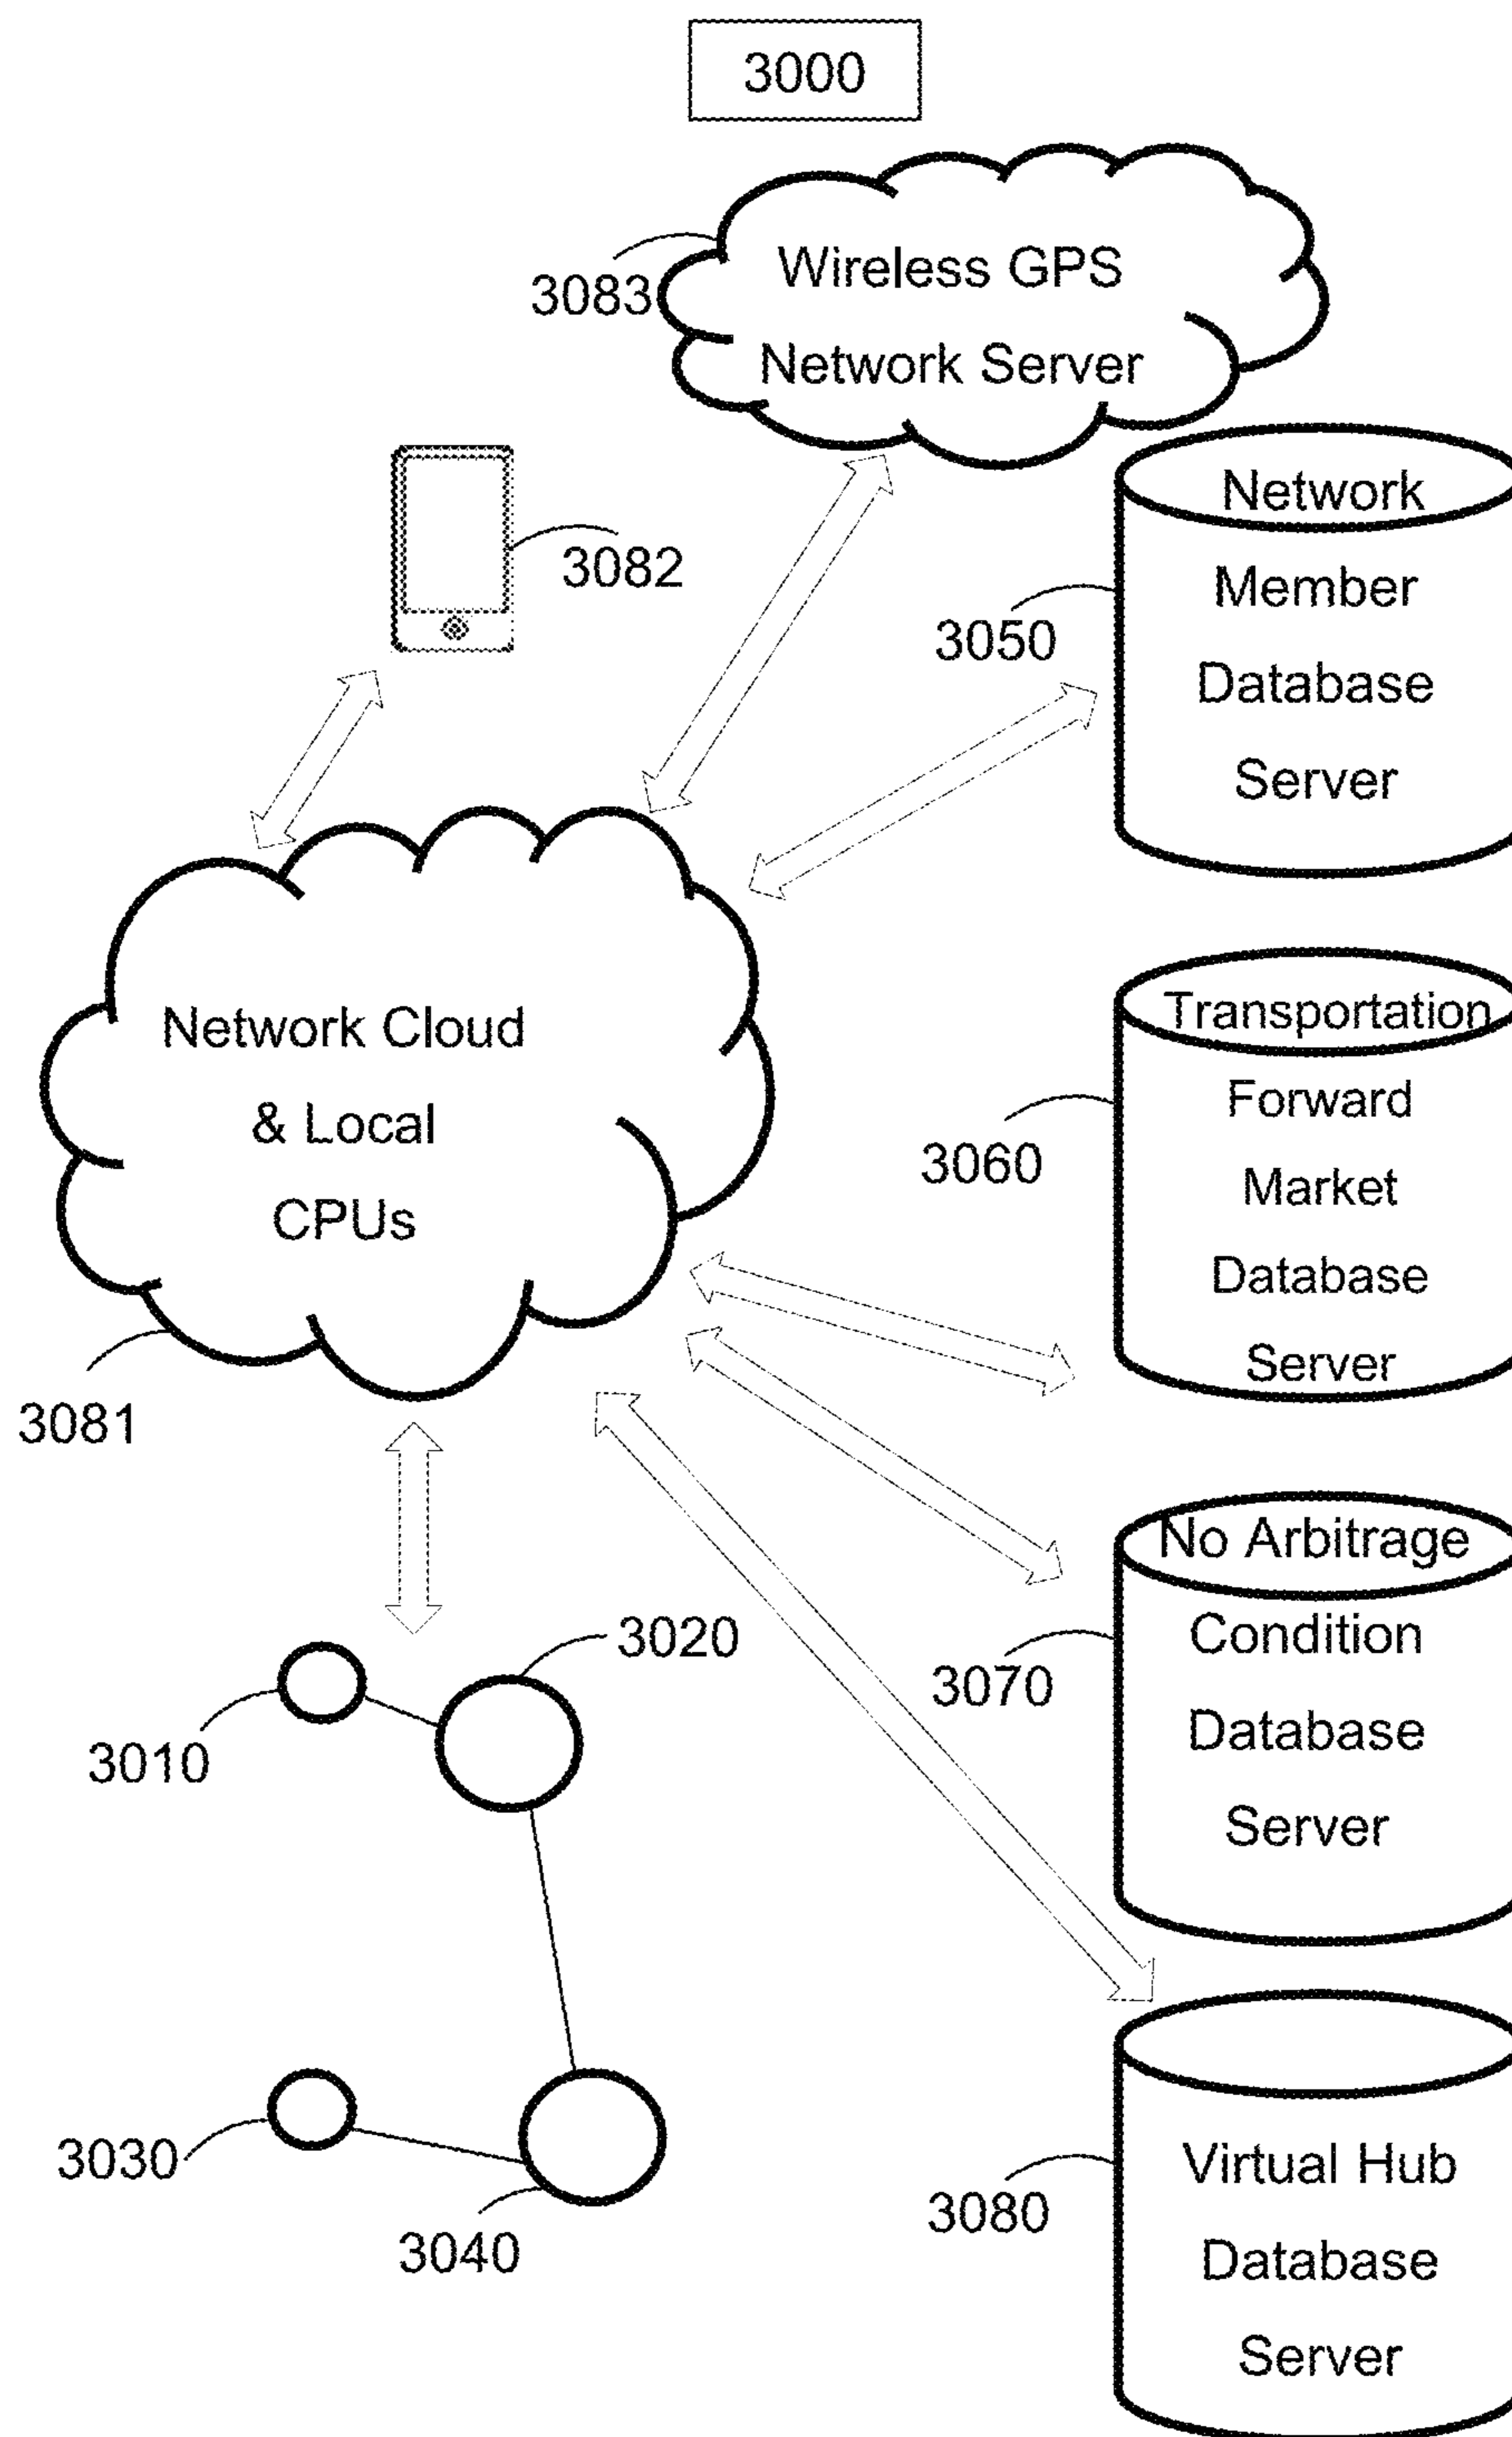 3000
Wireless GPS
Network Server
3083
3082
Network
Member
Database
Server
3050
Network Cloud
& Local
CPUs
3081
Transportation
Forward
Market
Database
Server
3060
No Arbitrage
Condition
Database
Server
3070
3020
3010
3030
3040
Virtual Hub
Database
Server
3080